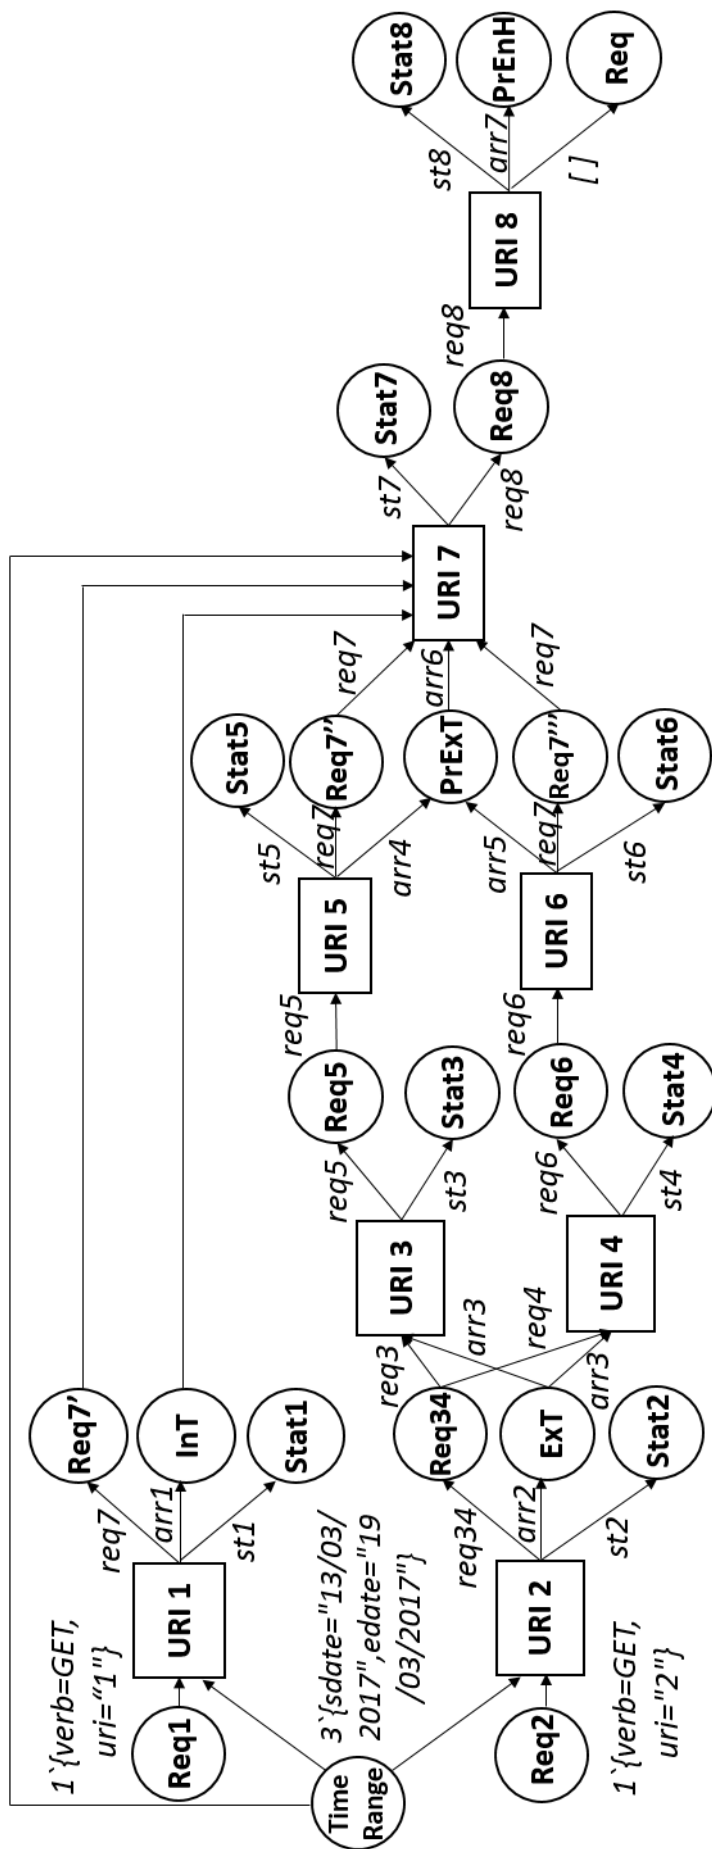 Req7'
InT
Stat1
req7
arr1
st1
URI 1
1`{verb=GET,
uri="1"}
Req1
Time
Range
3`{sdate="13/03/
2017",edate="19
/03/2017"}
Req2
1`{verb=GET,
uri="2"}
URI 2
req34
arr2
st2
Req34
ExT
Stat2
req3
arr3
req4
arr3
URI 3
URI 4
req5
st3
req6
st4
Req5
Stat3
Req6
Stat4
req5
req6
URI 5
URI 6
st5
req7
arr4
arr5
req7
st6
Stat5
Req7''
PrExT
Req7'''
Stat6
req7
arr6
req7
URI 7
st7
req8
Stat7
Req8
req8
URI 8
st8
arr7
[ ]
Stat8
PrEnH
Req